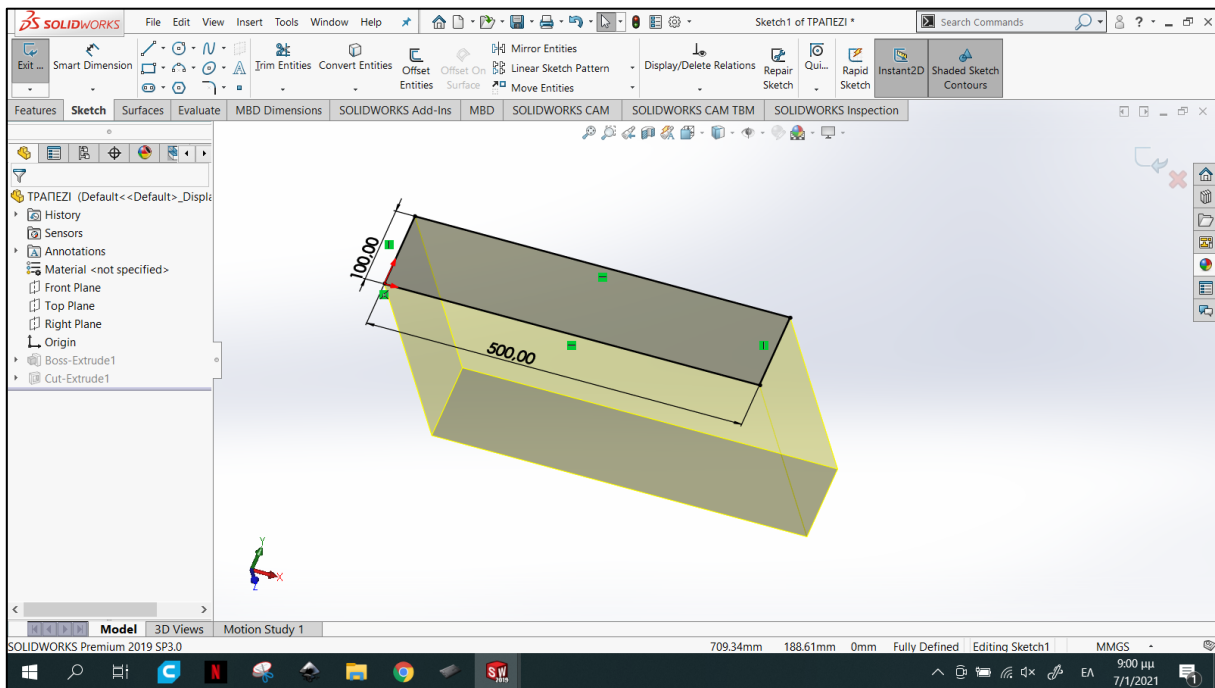 SOLIDWORKS File Edit View Insert Tools Window Help Sketch1 of ΤΡΑΠΕΖΙ * Search Commands
Exit ... Smart Dimension Trim Entities Convert Entities Offset Entities Offset On Surface Mirror Entities Linear Sketch Pattern Move Entities Display/Delete Relations Repair Sketch Qui... Rapid Sketch Instant2D Shaded Sketch Contours
Features Sketch Surfaces Evaluate MBD Dimensions SOLIDWORKS Add-Ins MBD SOLIDWORKS CAM SOLIDWORKS CAM TBM SOLIDWORKS Inspection
ΤΡΑΠΕΖΙ (Default<<Default>_Displa
History
Sensors
Annotations
Material <not specified>
Front Plane
Top Plane
Right Plane
Origin
Boss-Extrude1
Cut-Extrude1
100,00
500,00
Y
X
Z
Model 3D Views Motion Study 1
SOLIDWORKS Premium 2019 SP3.0 709.34mm 188.61mm 0mm Fully Defined Editing Sketch1 MMGS
N SW 2019 ΕΛ 9:00 μμ
7/1/2021 1